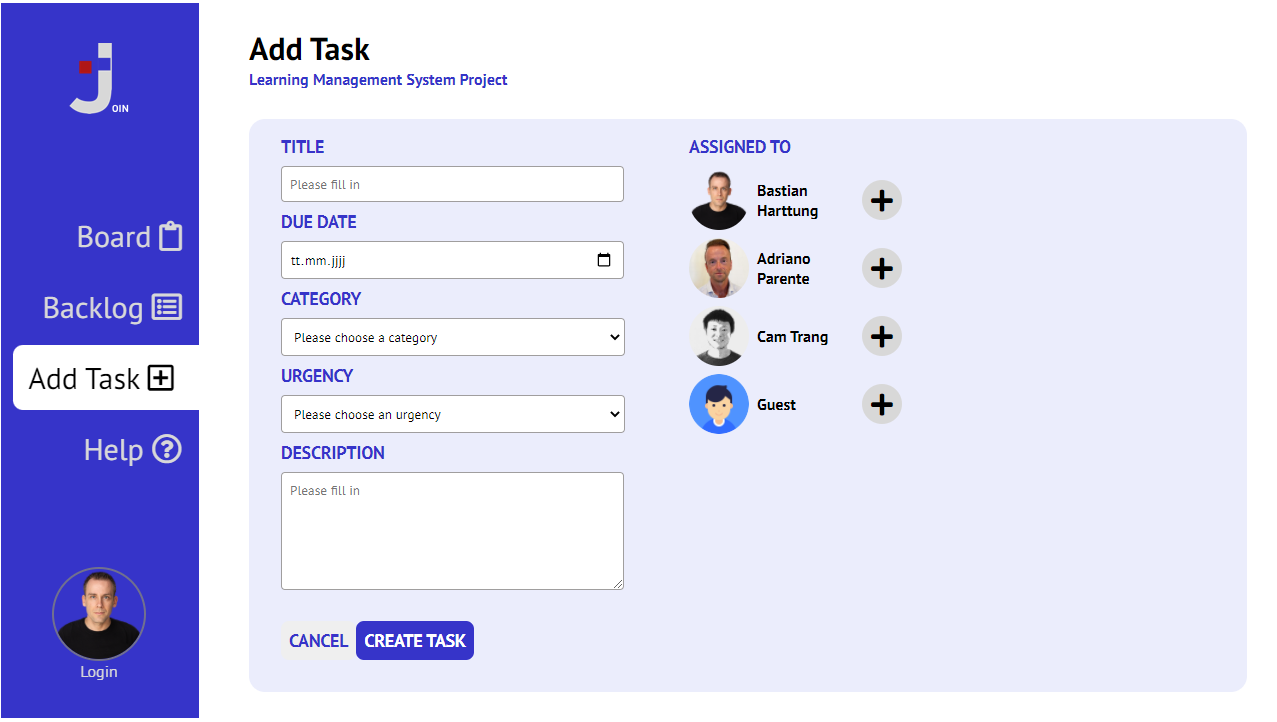 OIN
Board
Backlog
Add Task
Help
Login
Add Task
Learning Management System Project
TITLE
Please fill in
DUE DATE
tt.mm.jjjj
CATEGORY
Please choose a category
URGENCY
Please choose an urgency
DESCRIPTION
Please fill in
CANCEL
CREATE TASK
ASSIGNED TO
Bastian
Harttung
Adriano
Parente
Cam Trang
Guest